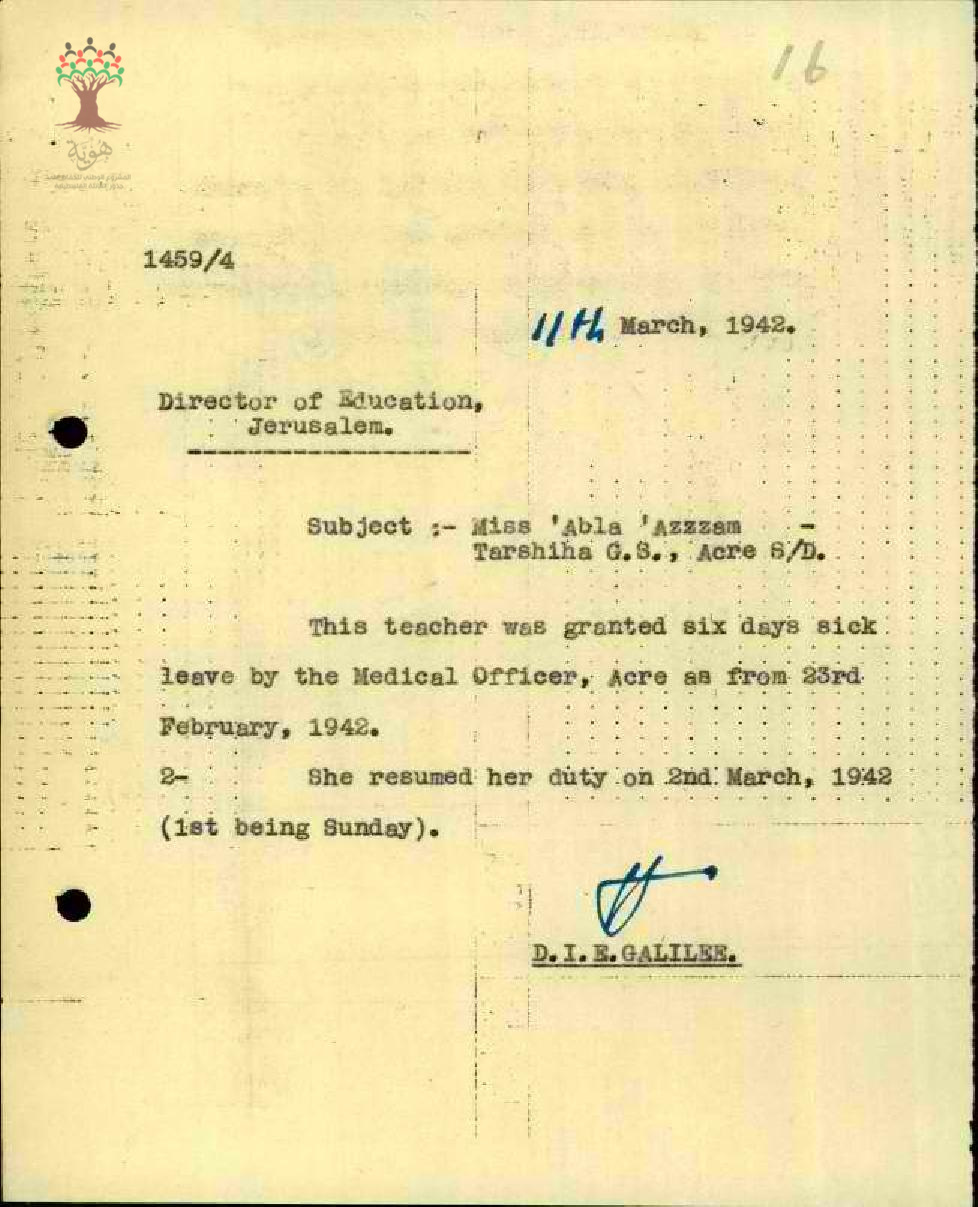 16
هوية
1459/4
11th March, 1942.
Director of Education,
Jerusalem.
Subject :- Miss 'Abla 'Azzzam -
Tarshiha G.S., Acre S/D.
This teacher was granted six days sick
leave by the Medical Officer, Acre as from 23rd
February, 1942.
2- She resumed her duty on 2nd March, 1942
(1st being Sunday).
D.I.E.GALILEE.